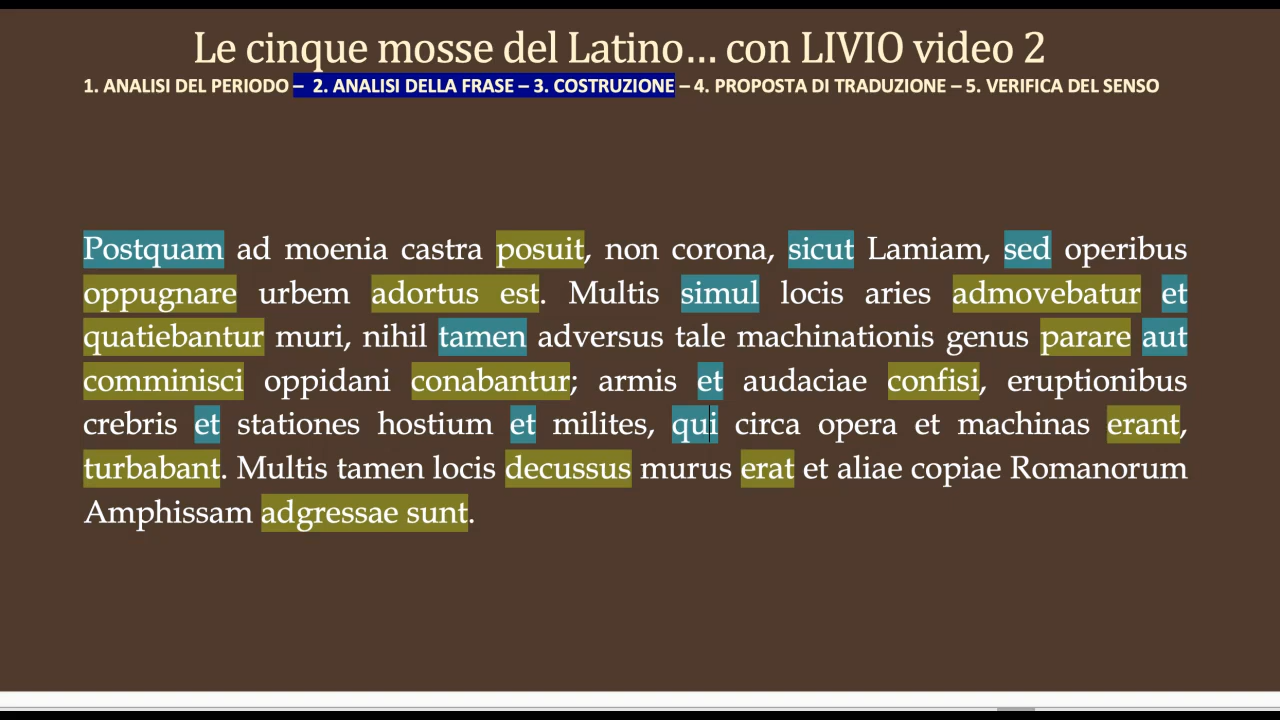 Le cinque mosse del Latino… con LIVIO video 2
1. ANALISI DEL PERIODO – 2. ANALISI DELLA FRASE – 3. COSTRUZIONE – 4. PROPOSTA DI TRADUZIONE – 5. VERIFICA DEL SENSO
Postquam ad moenia castra posuit, non corona, sicut Lamiam, sed operibus
oppugnare urbem adortus est. Multis simul locis aries admovebatur et
quatiebantur muri, nihil tamen adversus tale machinationis genus parare aut
comminisci oppidani conabantur; armis et audaciae confisi, eruptionibus
crebris et stationes hostium et milites, qui circa opera et machinas erant,
turbabant. Multis tamen locis decussus murus erat et aliae copiae Romanorum
Amphissam adgressae sunt.